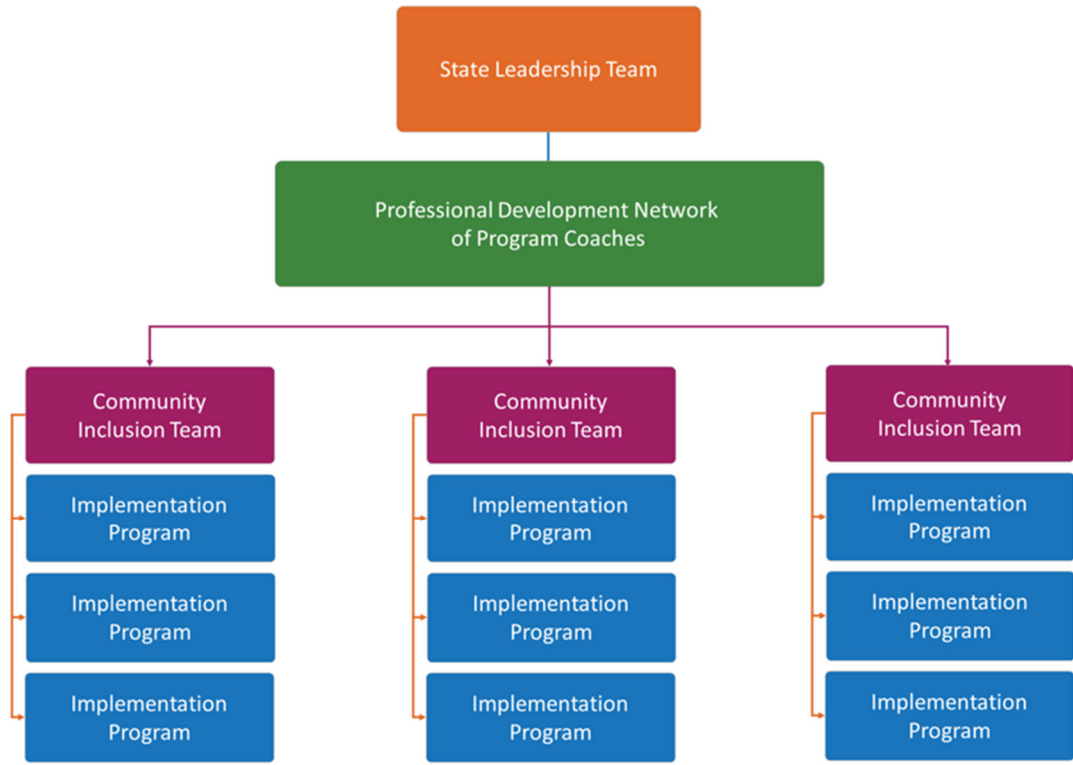 State Leadership Team
Professional Development Network
of Program Coaches
Community
Inclusion Team
Implementation
Program
Implementation
Program
Implementation
Program
Community
Inclusion Team
Implementation
Program
Implementation
Program
Implementation
Program
Community
Inclusion Team
Implementation
Program
Implementation
Program
Implementation
Program